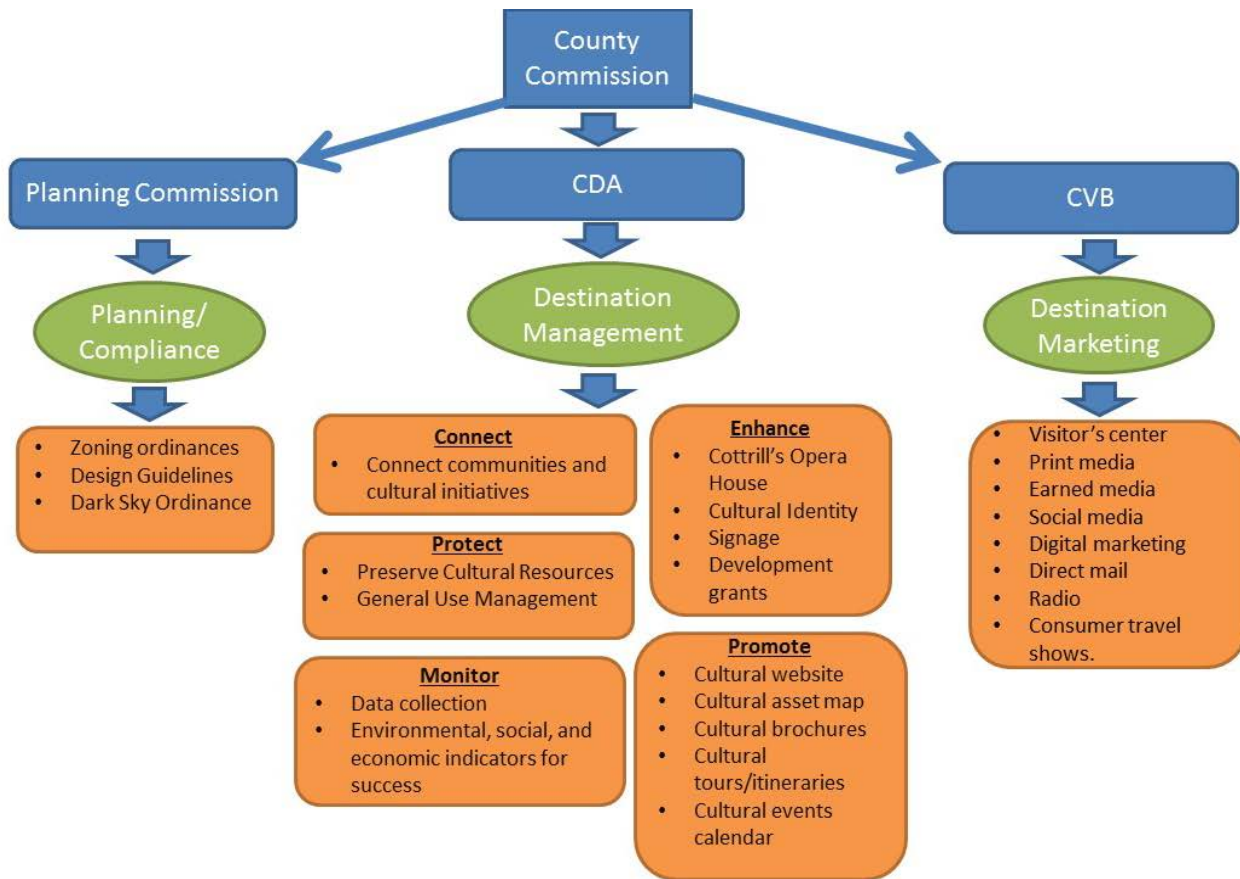 County
Commission
Planning Commission
CDA
CVB
Planning/
Compliance
Destination
Management
Destination
Marketing
• Zoning ordinances
• Design Guidelines
• Dark Sky Ordinance
Connect
• Connect communities and
cultural initiatives
Protect
• Preserve Cultural Resources
• General Use Management
Monitor
• Data collection
• Environmental, social, and
economic indicators for
success
Enhance
• Cottrill’s Opera
House
• Cultural Identity
• Signage
• Development
grants
Promote
• Cultural website
• Cultural asset map
• Cultural brochures
• Cultural
tours/itineraries
• Cultural events
calendar
• Visitor’s center
• Print media
• Earned media
• Social media
• Digital marketing
• Direct mail
• Radio
• Consumer travel
shows.